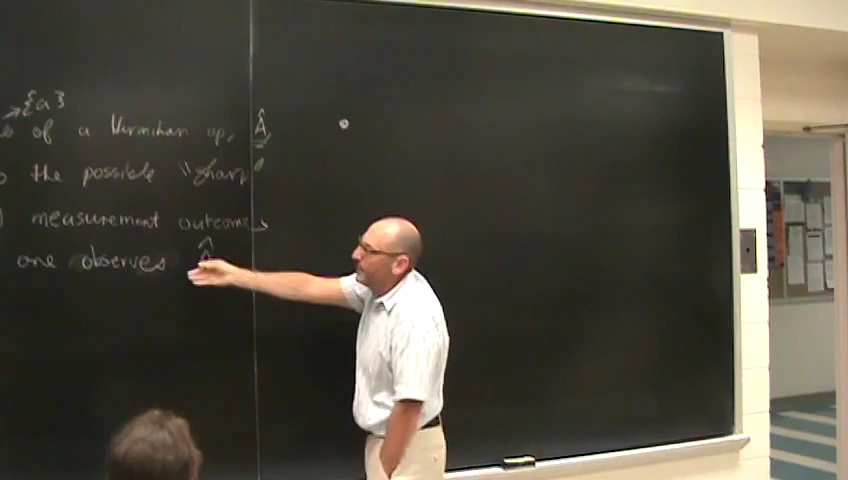 →{a}
of a Hermitian op, Â,
the possible "sharp"
measurement outcomes
one observes Â